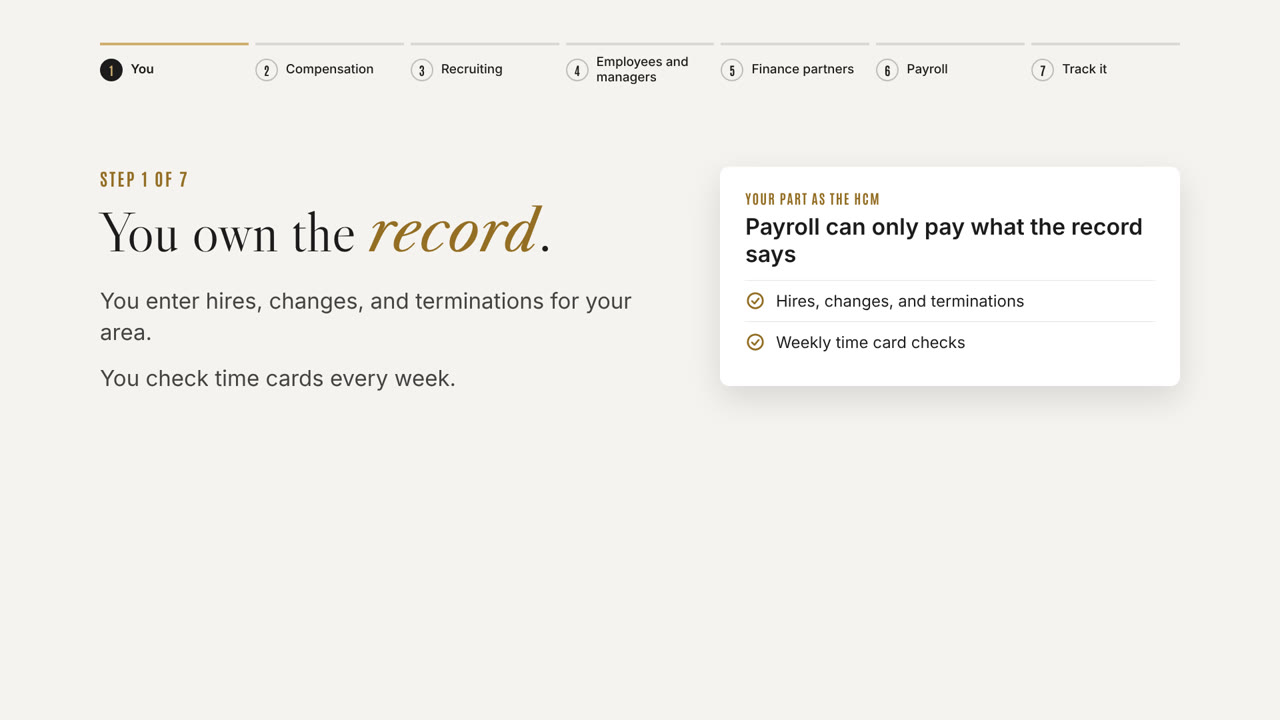 1 You
2 Compensation
3 Recruiting
4 Employees and
managers
5 Finance partners
6 Payroll
7 Track it
STEP 1 OF 7
You own the record.
You enter hires, changes, and terminations for your
area.
You check time cards every week.
YOUR PART AS THE HCM
Payroll can only pay what the record
says
Hires, changes, and terminations
Weekly time card checks